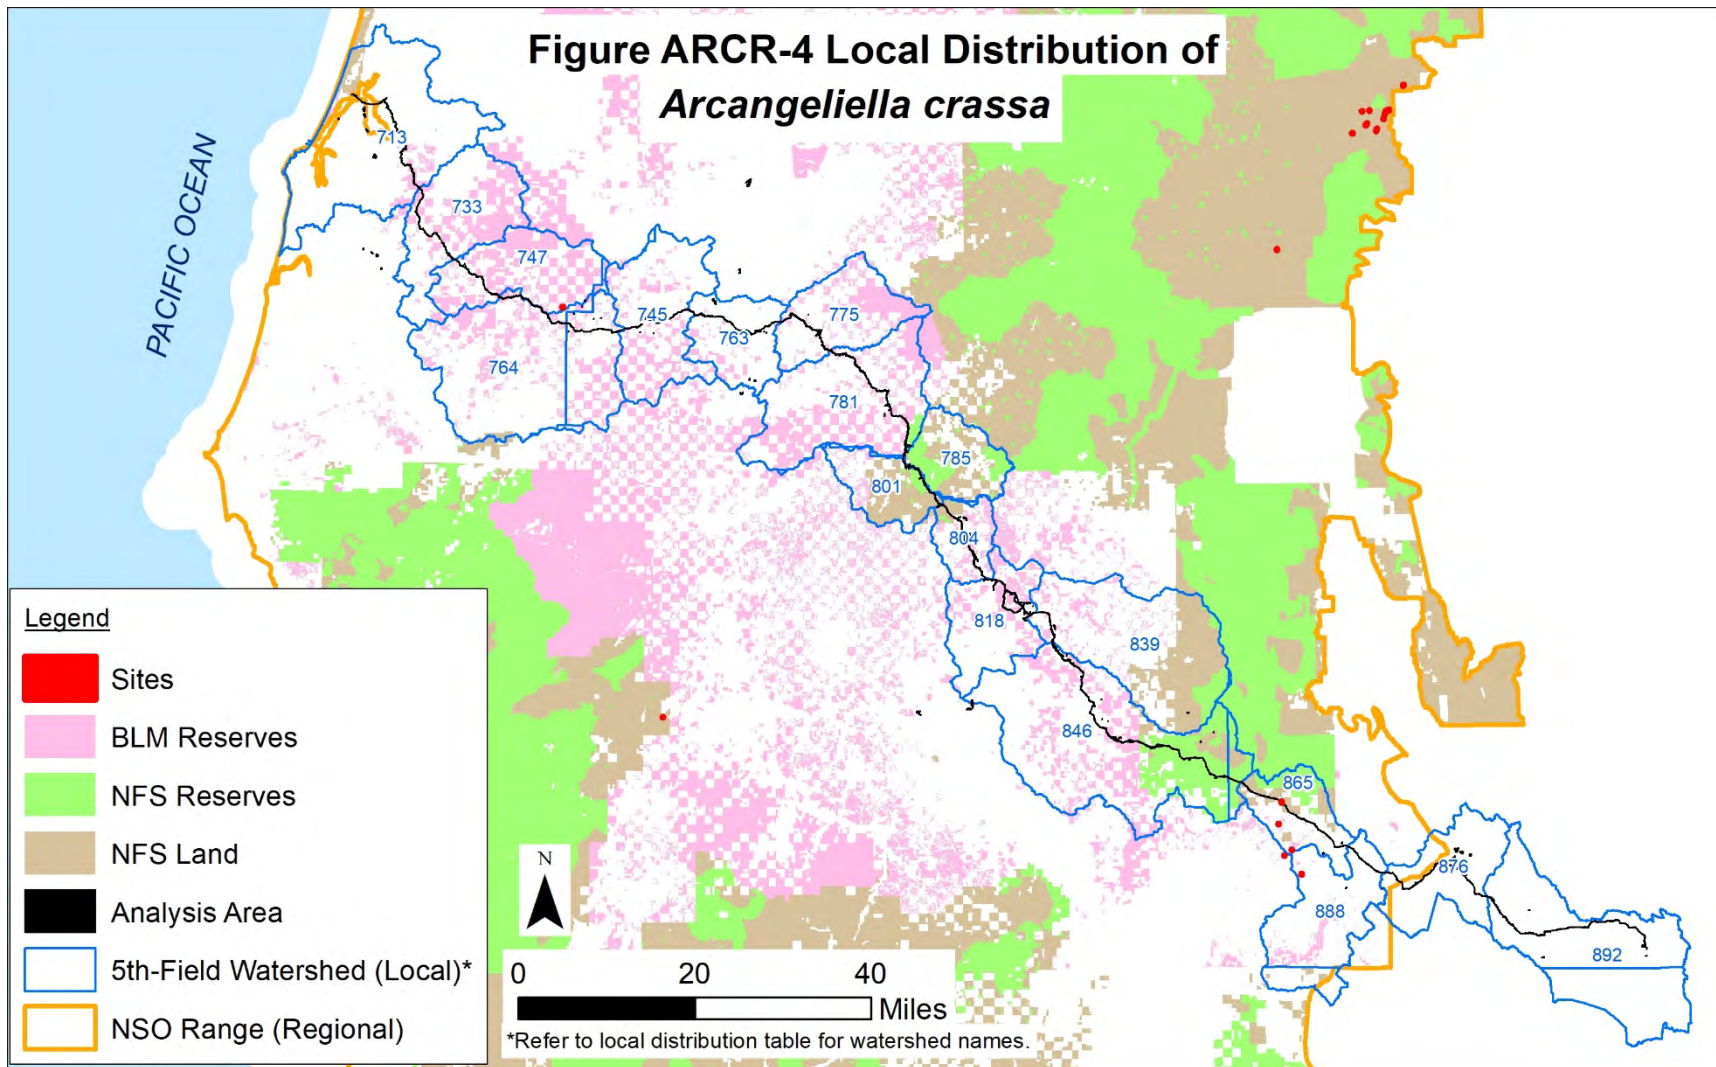 Figure ARCR-4 Local Distribution of
Arcangeliella crassa
PACIFIC OCEAN
713
733
747
745
775
763
764
781
785
801
804
818
839
846
865
876
888
892
Legend
Sites
BLM Reserves
NFS Reserves
NFS Land
Analysis Area
5th-Field Watershed (Local)*
NSO Range (Regional)
N
0 20 40
Miles
*Refer to local distribution table for watershed names.